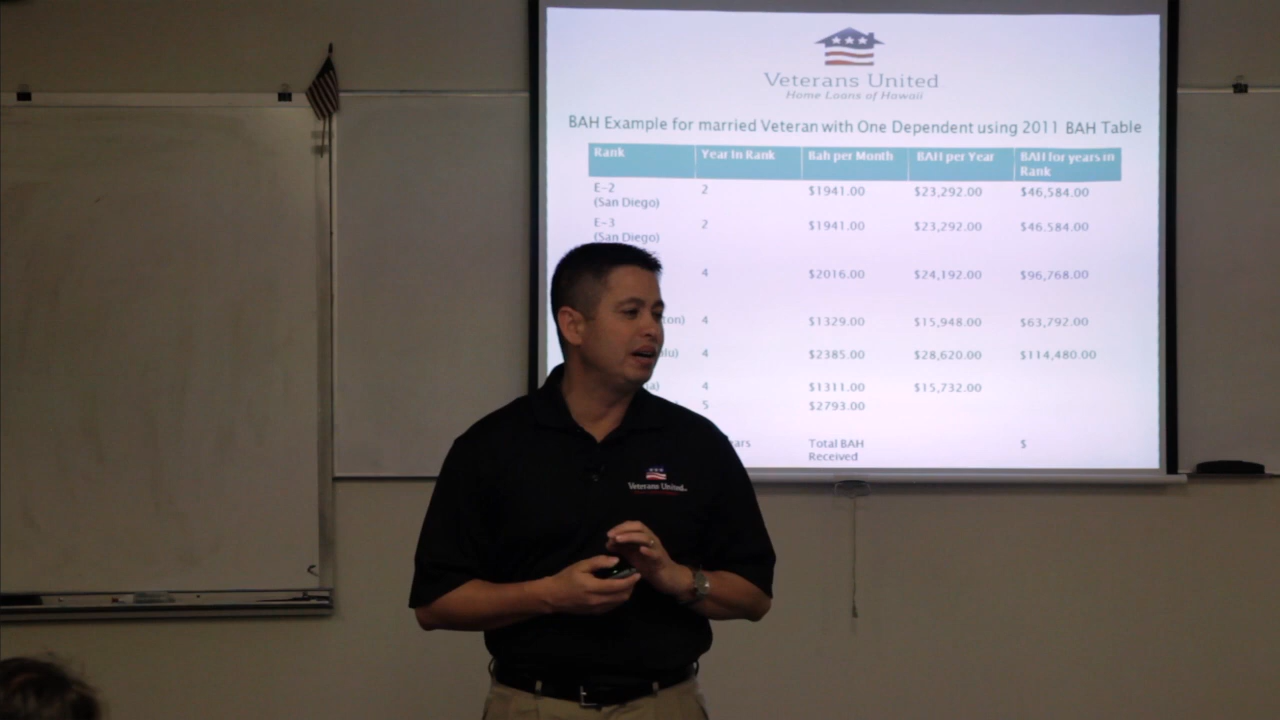 Veterans United
Home Loans of Hawaii
BAH Example for married Veteran with One Dependent using 2011 BAH Table
Rank Year in Rank Bah per Month BAH per Year BAH for years in Rank
E-2 (San Diego) 2 $1941.00 $23,292.00 $46,584.00
E-3 (San Diego) 2 $1941.00 $23,292.00 $46,584.00
4 $2016.00 $24,192.00 $96,768.00
ton) 4 $1329.00 $15,948.00 $63,792.00
alu) 4 $2385.00 $28,620.00 $114,480.00
na) 4 $1311.00 $15,732.00
) 5 $2793.00
ears Total BAH Received $
Veterans United